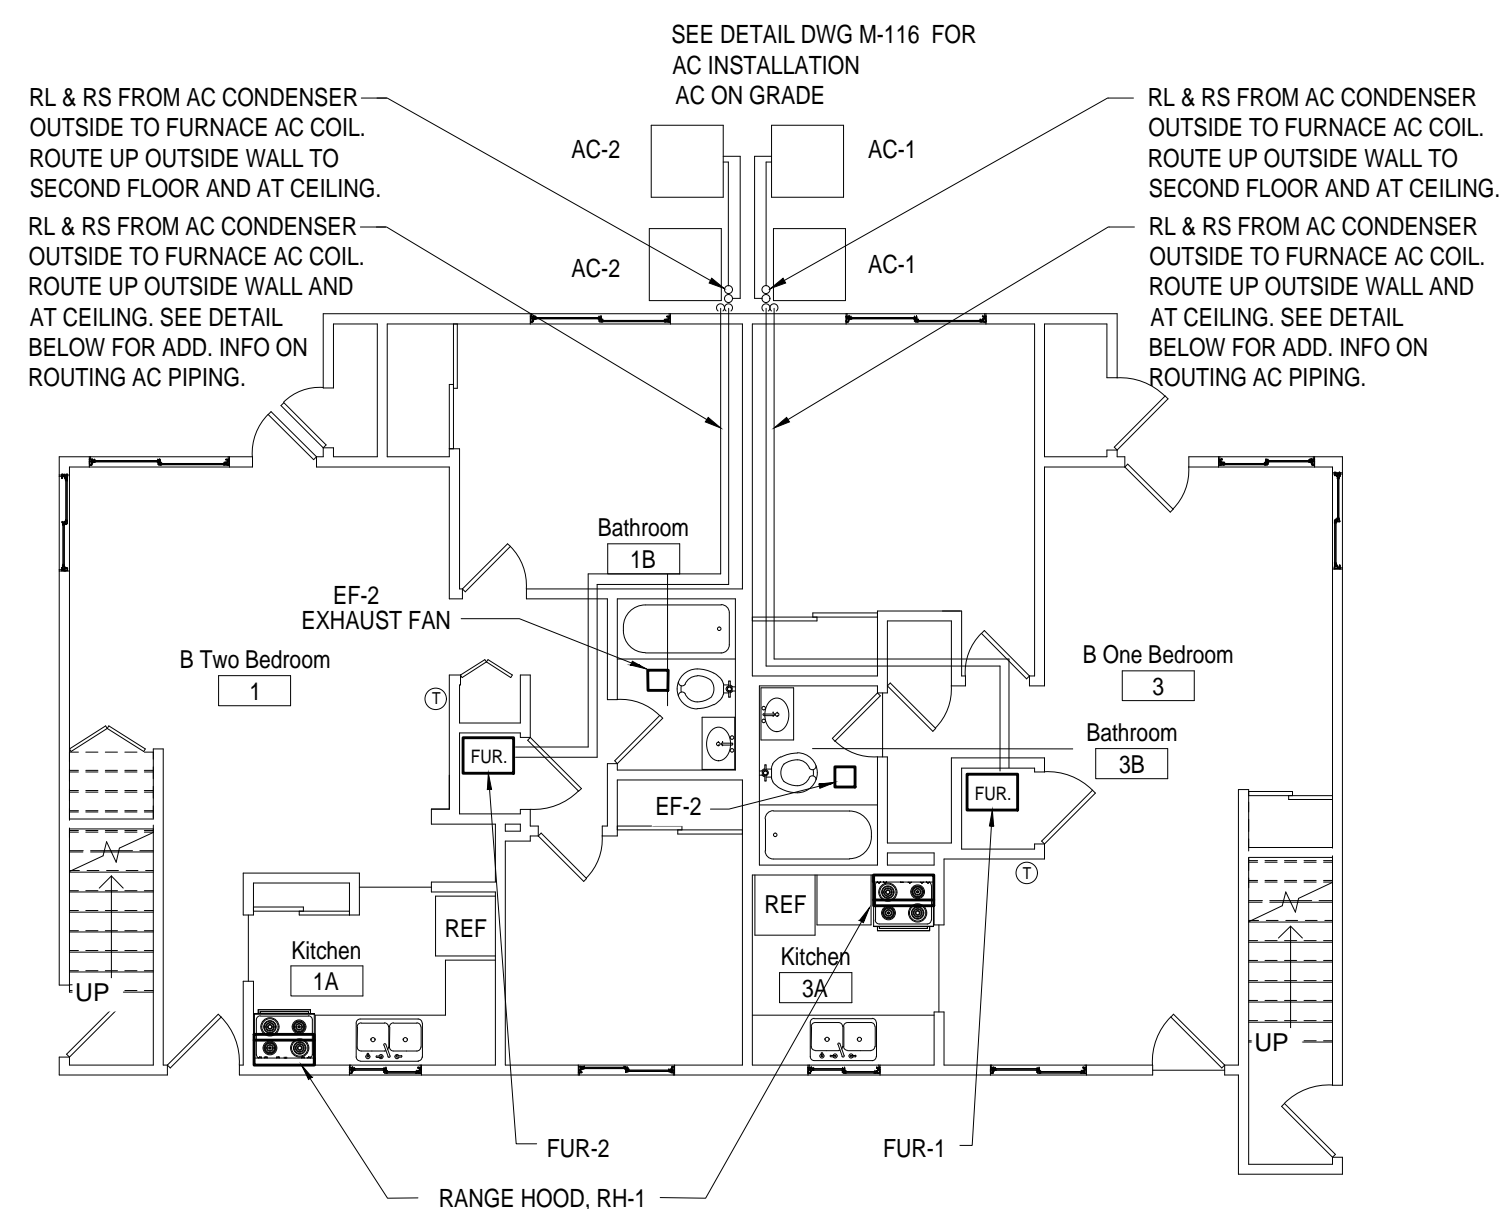 SEE DETAIL DWG M-116 FOR
AC INSTALLATION
AC ON GRADE
RL & RS FROM AC CONDENSER
OUTSIDE TO FURNACE AC COIL.
ROUTE UP OUTSIDE WALL TO
SECOND FLOOR AND AT CEILING.
RL & RS FROM AC CONDENSER
OUTSIDE TO FURNACE AC COIL.
ROUTE UP OUTSIDE WALL AND
AT CEILING. SEE DETAIL
BELOW FOR ADD. INFO ON
ROUTING AC PIPING.
AC-2
AC-1
AC-2
AC-1
RL & RS FROM AC CONDENSER
OUTSIDE TO FURNACE AC COIL.
ROUTE UP OUTSIDE WALL TO
SECOND FLOOR AND AT CEILING.
RL & RS FROM AC CONDENSER
OUTSIDE TO FURNACE AC COIL.
ROUTE UP OUTSIDE WALL AND
AT CEILING. SEE DETAIL
BELOW FOR ADD. INFO ON
ROUTING AC PIPING.
Bathroom
1B
EF-2
EXHAUST FAN
B Two Bedroom
1
B One Bedroom
3
T
Bathroom
3B
FUR.
FUR.
EF-2
T
REF
REF
Kitchen
1A
Kitchen
3A
UP
UP
FUR-2
FUR-1
RANGE HOOD, RH-1